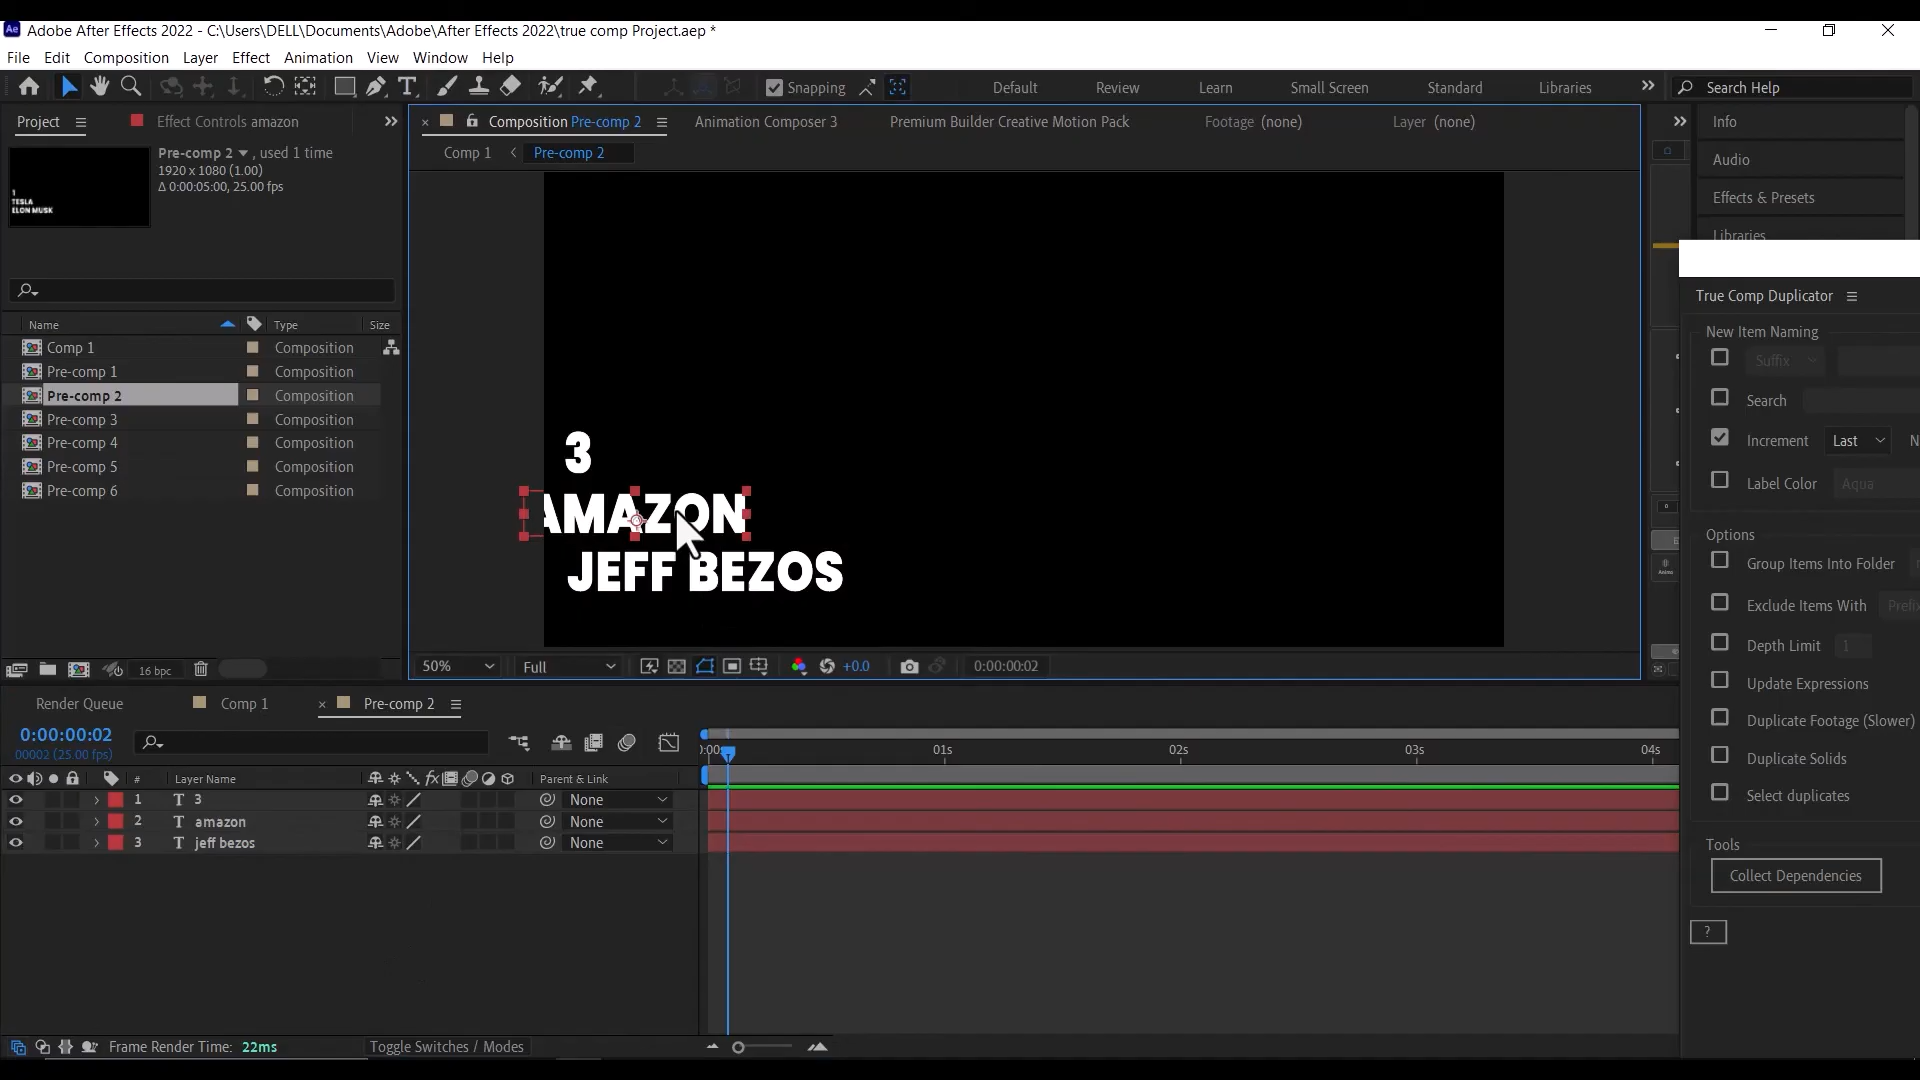 Adobe After Effects 2022 - C:\Users\DELL\Documents\Adobe\After Effects 2022\true comp Project.aep *
File Edit Composition Layer Effect Animation View Window Help
Snapping Default Review Learn Small Screen Standard Libraries Search Help
Project Effect Controls amazon
Pre-comp 2 , used 1 time
1920 x 1080 (1.00)
Δ 0:00:05:00, 25.00 fps
1
TESLA
ELON MUSK
Name Type Size
Comp 1 Composition
Pre-comp 1 Composition
Pre-comp 2 Composition
Pre-comp 3 Composition
Pre-comp 4 Composition
Pre-comp 5 Composition
Pre-comp 6 Composition
16 bpc
Composition Pre-comp 2 Animation Composer 3 Premium Builder Creative Motion Pack Footage (none) Layer (none)
Comp 1 < Pre-comp 2
3
AMAZON
JEFF BEZOS
50% Full +0.0 0:00:00:02
Info
Audio
Effects & Presets
Libraries
True Comp Duplicator
New Item Naming
Suffix
Search
Increment Last N
Label Color Aqua
Options
Group Items Into Folder
Exclude Items With Prefix
Depth Limit 1
Update Expressions
Duplicate Footage (Slower)
Duplicate Solids
Select duplicates
Tools
Collect Dependencies
?
Render Queue Comp 1 Pre-comp 2
0:00:00:02
00002 (25.00 fps)
01s 02s 03s 04s
# Layer Name fx Parent & Link
1 T 3 None
2 T amazon None
3 T jeff bezos None
Frame Render Time: 22ms Toggle Switches / Modes